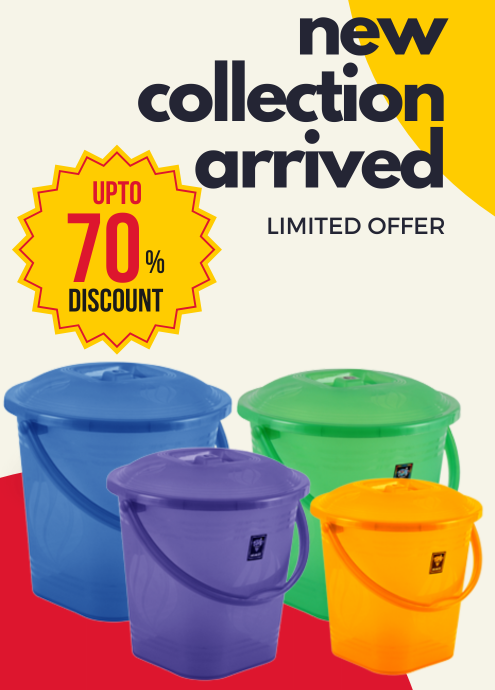 new
collection
arrived
LIMITED OFFER
UPTO
70%
DISCOUNT